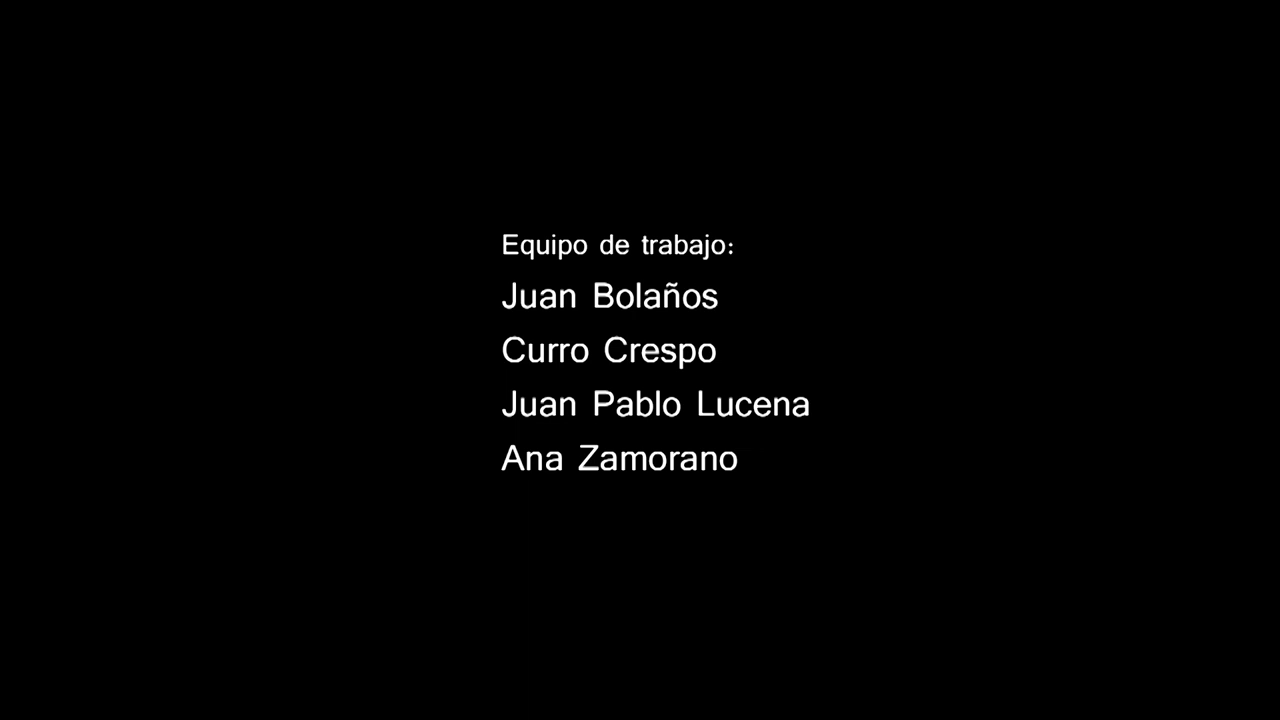 Equipo de trabajo:
Juan Bolaños
Curro Crespo
Juan Pablo Lucena
Ana Zamorano